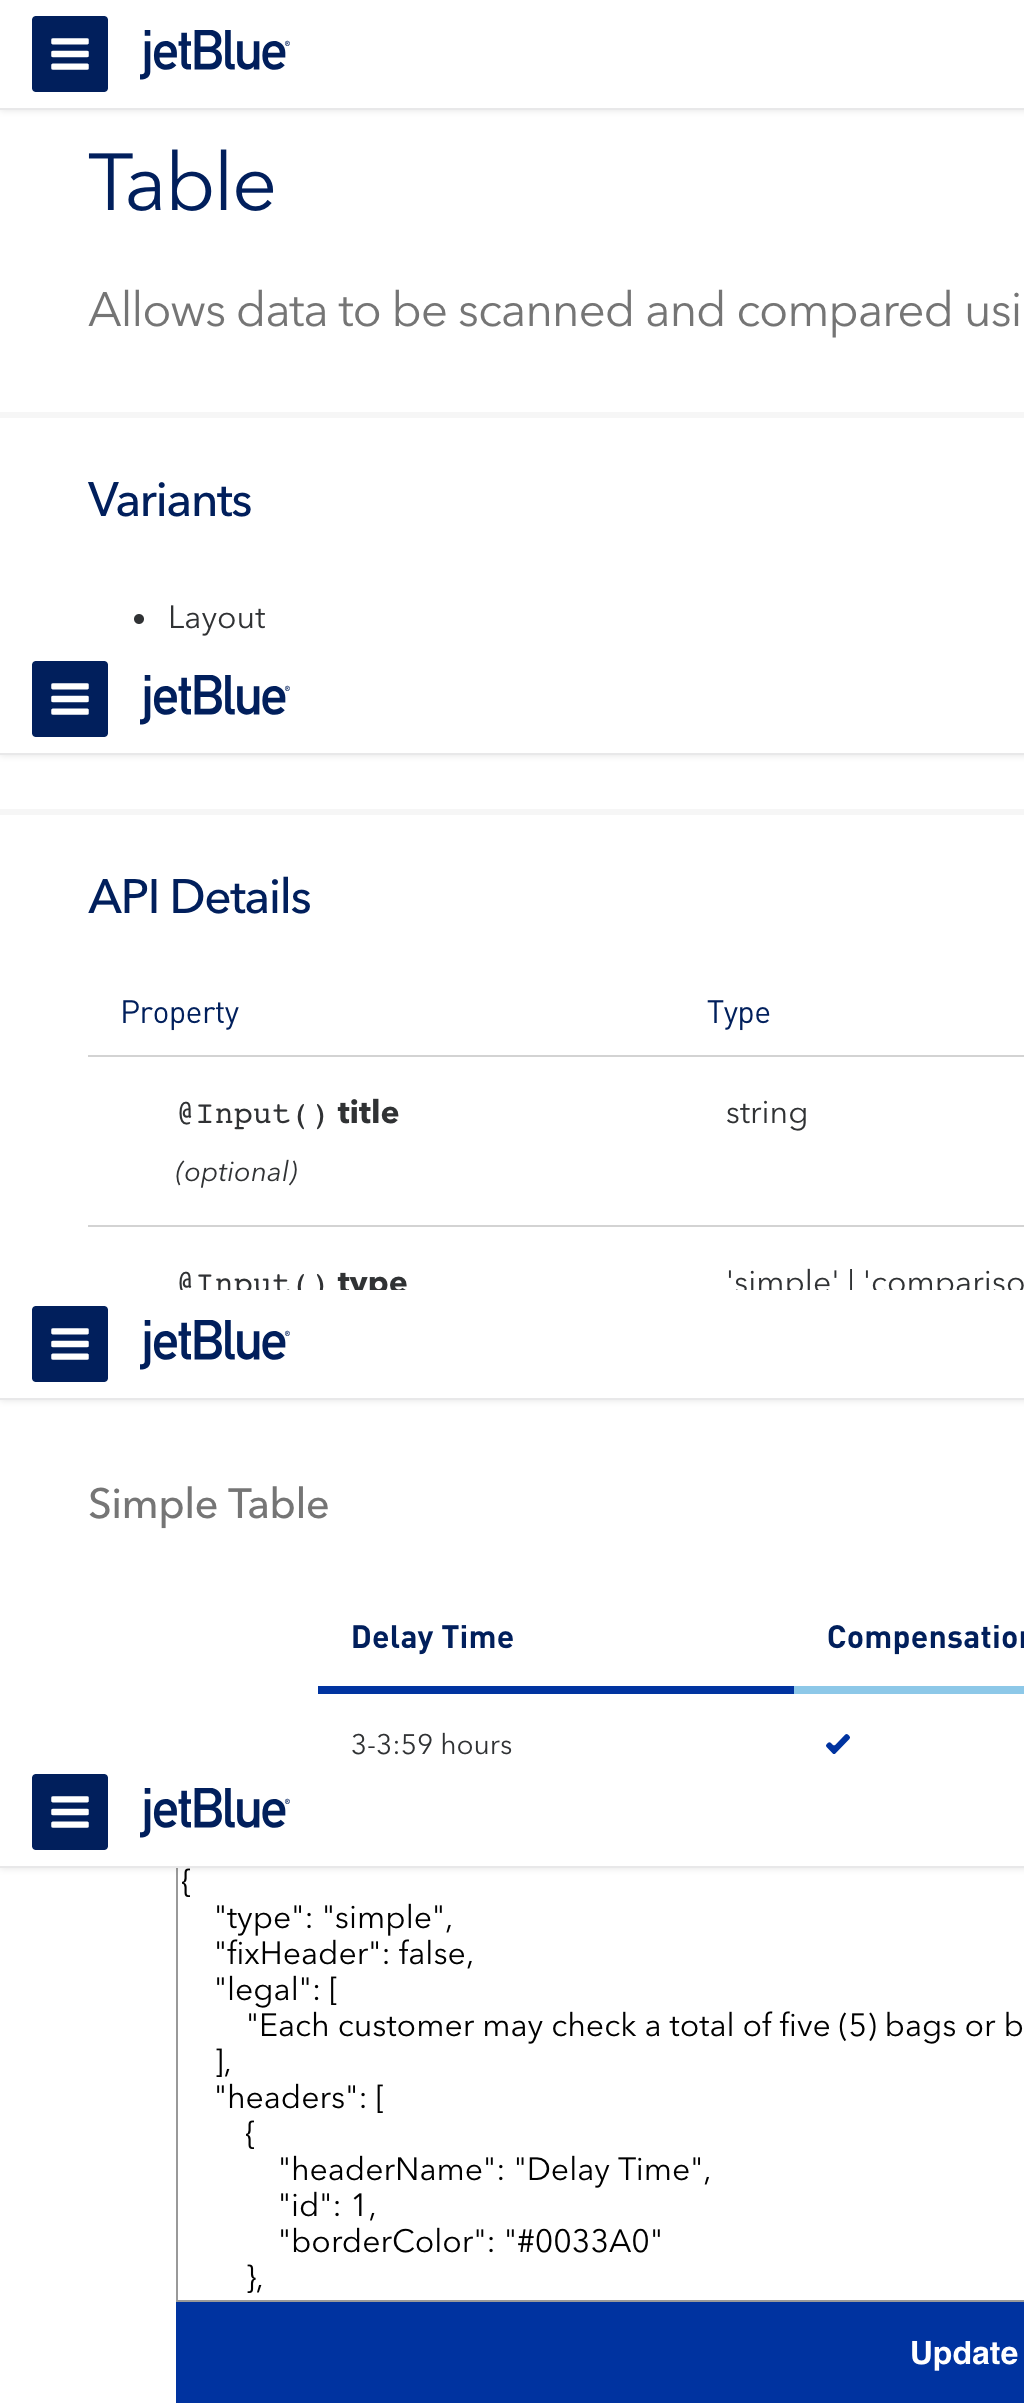 jetBlue
Table
Allows data to be scanned and compared usi
Variants
• Layout
jetBlue
API Details
Property Type
@Input() title string
(optional)
@Input() type 'simple' | 'compariso
jetBlue
Simple Table
Delay Time Compensation
3-3:59 hours ✔
jetBlue
{
"type": "simple",
"fixHeader": false,
"legal": [
"Each customer may check a total of five (5) bags or b
],
"headers": [
{
"headerName": "Delay Time",
"id": 1,
"borderColor": "#0033A0"
},
Update